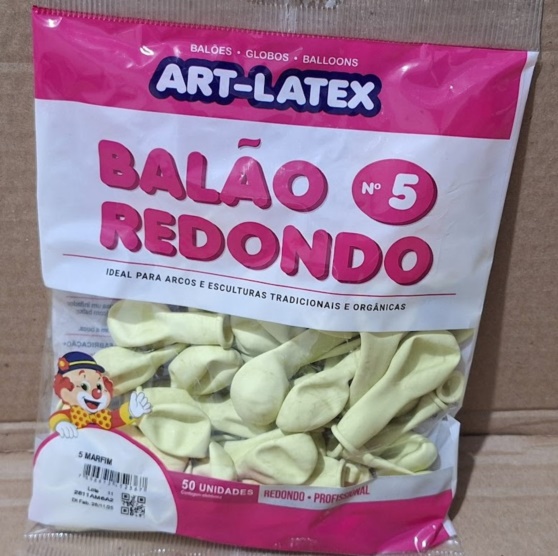 BALÕES • GLOBOS • BALLOONS
ART-LATEX
BALÃO
Nº 5
REDONDO
IDEAL PARA ARCOS E ESCULTURAS TRADICIONAIS E ORGÂNICAS
5 MARFIM
Lote
50 UNIDADES
REDONDO • PROFISSIONAL